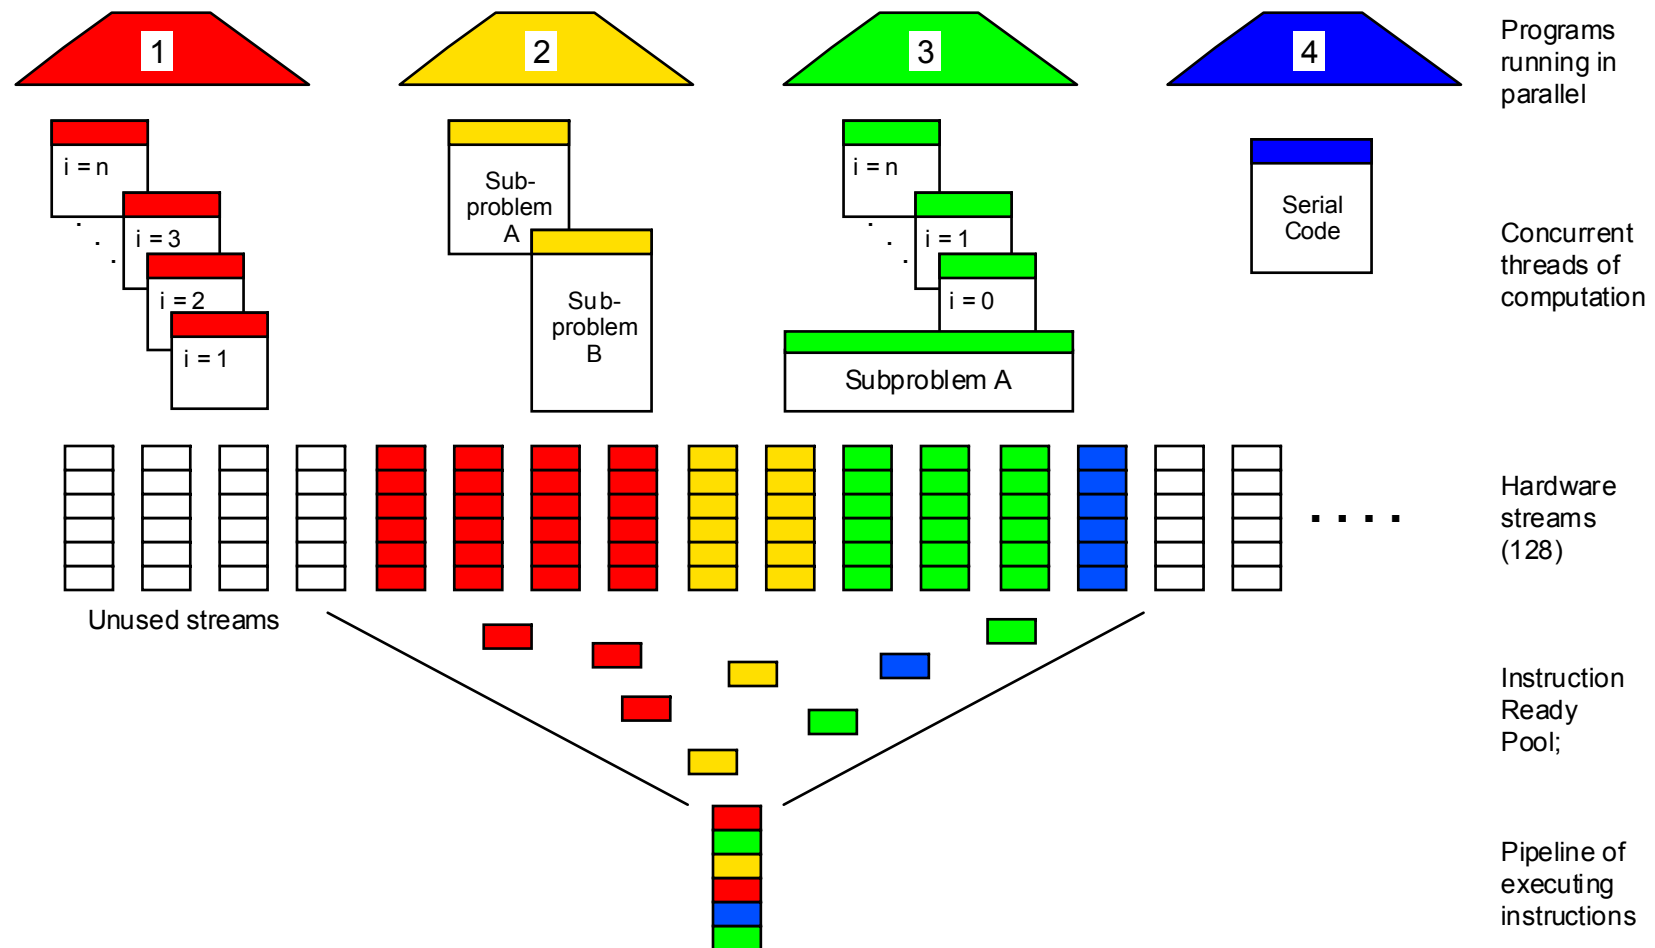 1
2
3
4
Programs
running in
parallel
i = n
i = 3
i = 2
i = 1
Sub-
problem
A
Sub-
problem
B
i = n
i = 1
i = 0
Subproblem A
Serial
Code
Concurrent
threads of
computation
Hardware
streams
(128)
Unused streams
Instruction
Ready
Pool;
Pipeline of
executing
instructions